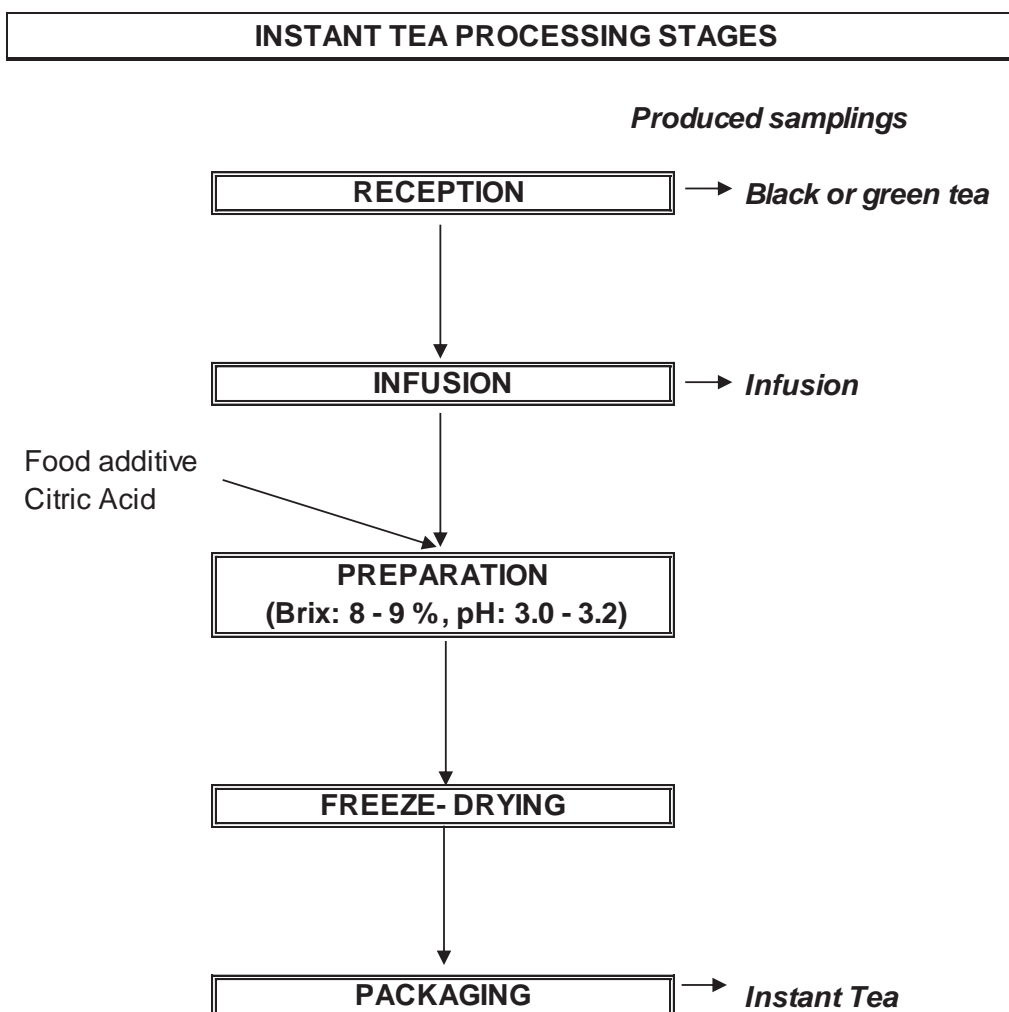 INSTANT TEA PROCESSING STAGES
Produced samplings
RECEPTION
Black or green tea
INFUSION
Infusion
Food additive
Citric Acid
PREPARATION
(Brix: 8 - 9 %, pH: 3.0 - 3.2)
FREEZE- DRYING
PACKAGING
Instant Tea